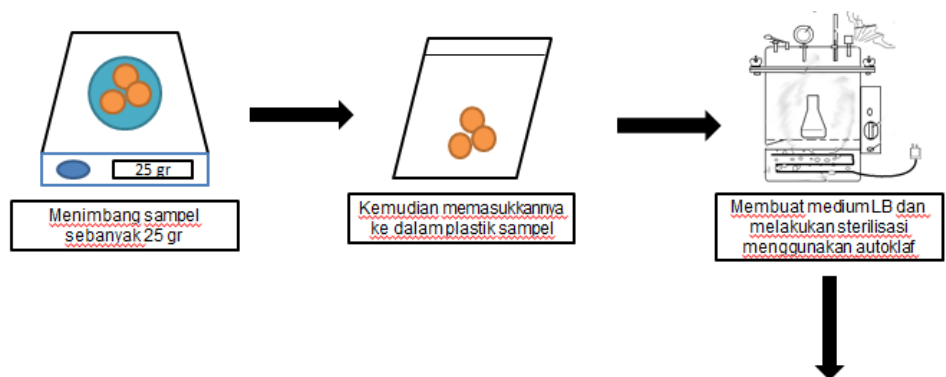 25 gr
Menimbang sampel
sebanyak 25 gr
Kemudian memasukkannya
ke dalam plastik sampel
Membuat medium LB dan
melakukan sterilisasi
menggunakan autoklaf